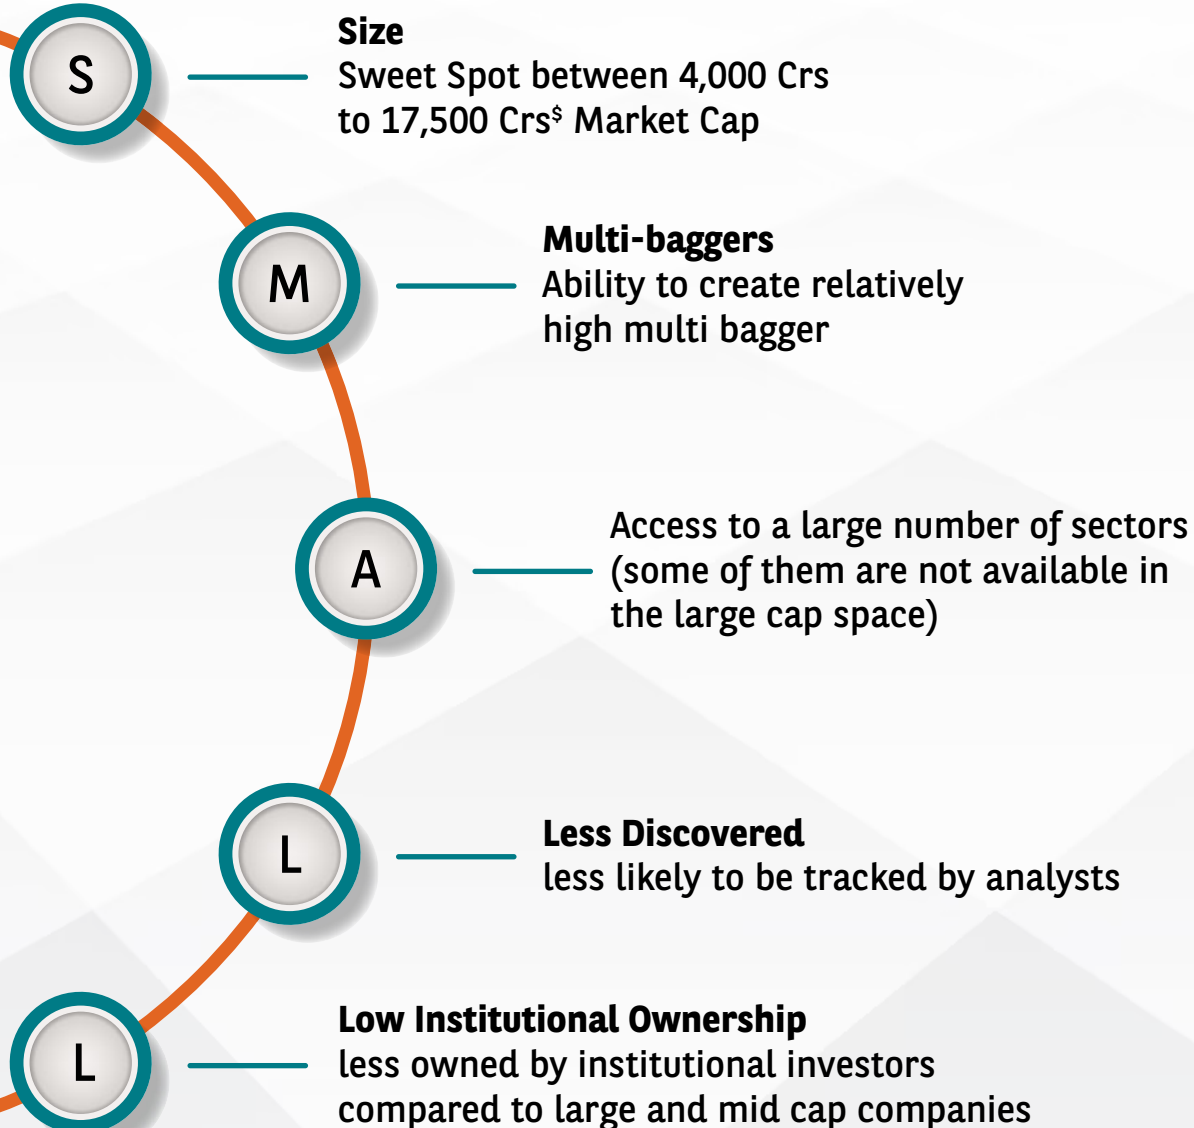 S
Size
Sweet Spot between 4,000 Crs
to 17,500 Crs$ Market Cap
M
Multi-baggers
Ability to create relatively
high multi bagger
A
Access to a large number of sectors
(some of them are not available in
the large cap space)
L
Less Discovered
less likely to be tracked by analysts
L
Low Institutional Ownership
less owned by institutional investors
compared to large and mid cap companies